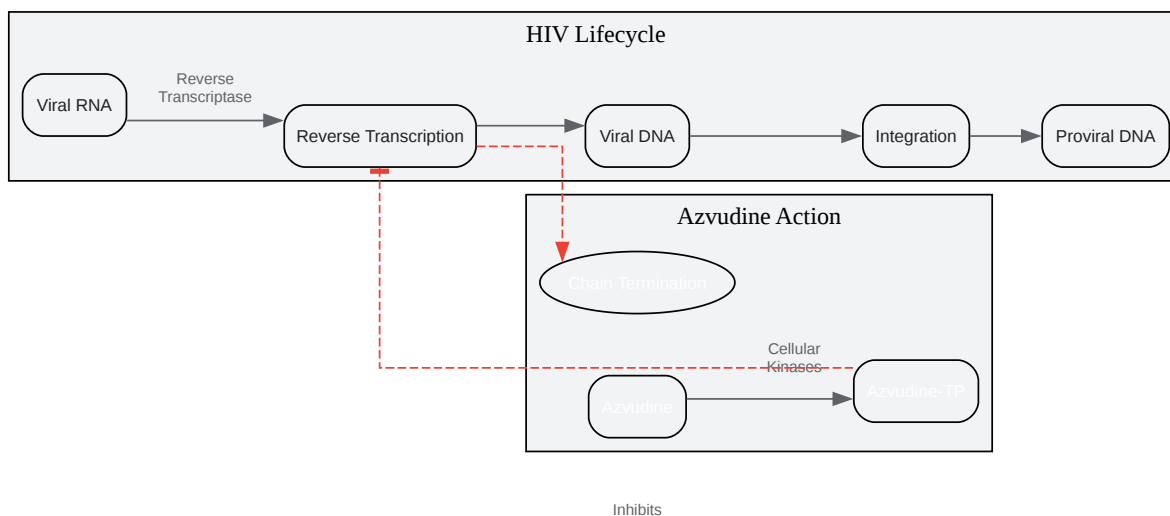 HIV Lifecycle
Viral RNA
Reverse
Transcriptase
Reverse Transcription
Viral DNA
Integration
Proviral DNA
Azvudine Action
Chain Termination
Cellular
Kinases
Azvudine
Azvudine-TP
Inhibits